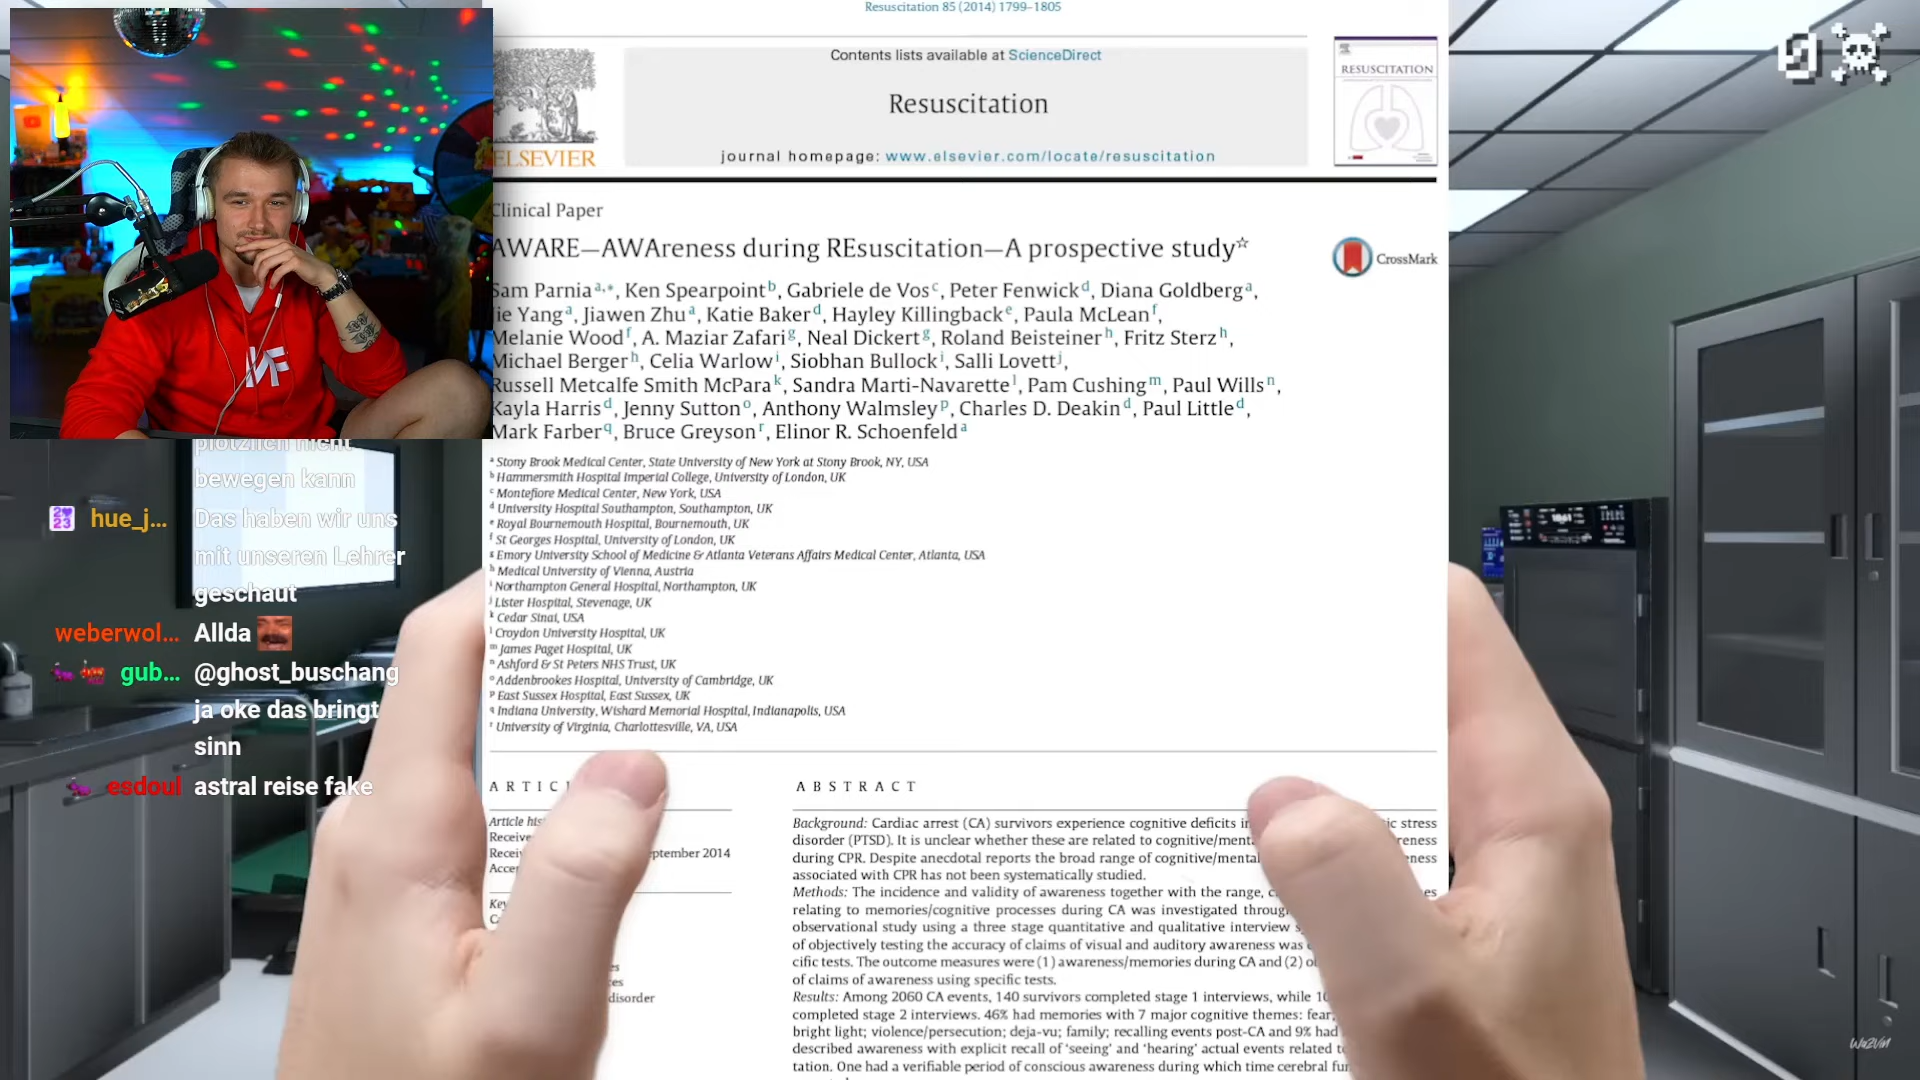 Resuscitation 85 (2014) 1799–1805
Contents lists available at ScienceDirect
Resuscitation
journal homepage: www.elsevier.com/locate/resuscitation
ELSEVIER
RESUSCITATION
Clinical Paper
AWARE—AWAreness during REsuscitation—A prospective study☆
CrossMark
Sam Parnia a,*, Ken Spearpoint b, Gabriele de Vos c, Peter Fenwick d, Diana Goldberg a,
Jie Yang a, Jiawen Zhu a, Katie Baker d, Hayley Killingback e, Paula McLean f,
Melanie Wood f, A. Maziar Zafari g, Neal Dickert g, Roland Beisteiner h, Fritz Sterz h,
Michael Berger h, Celia Warlow i, Siobhan Bullock i, Salli Lovett j,
Russell Metcalfe Smith McPara k, Sandra Marti-Navarette l, Pam Cushing m, Paul Wills n,
Kayla Harris d, Jenny Sutton o, Anthony Walmsley p, Charles D. Deakin d, Paul Little d,
Mark Farber q, Bruce Greyson r, Elinor R. Schoenfeld a
a Stony Brook Medical Center, State University of New York at Stony Brook, NY, USA
b Hammersmith Hospital Imperial College, University of London, UK
c Montefiore Medical Center, New York, USA
d University Hospital Southampton, Southampton, UK
e Royal Bournemouth Hospital, Bournemouth, UK
f St Georges Hospital, University of London, UK
g Emory University School of Medicine & Atlanta Veterans Affairs Medical Center, Atlanta, USA
h Medical University of Vienna, Austria
i Northampton General Hospital, Northampton, UK
j Lister Hospital, Stevenage, UK
k Cedar Sinai, USA
l Croydon University Hospital, UK
m James Paget Hospital, UK
n Ashford & St Peters NHS Trust, UK
o Addenbrookes Hospital, University of Cambridge, UK
p East Sussex Hospital, East Sussex, UK
q Indiana University, Wishard Memorial Hospital, Indianapolis, USA
r University of Virginia, Charlottesville, VA, USA
ARTIC
Article his
Receive
Recei ptember 2014
Acce
Key
C
es
ces
disorder
ABSTRACT
Background: Cardiac arrest (CA) survivors experience cognitive deficits in ic stress
disorder (PTSD). It is unclear whether these are related to cognitive/menta reness
during CPR. Despite anecdotal reports the broad range of cognitive/mental eness
associated with CPR has not been systematically studied.
Methods: The incidence and validity of awareness together with the range, c es
relating to memories/cognitive processes during CA was investigated throug
observational study using a three stage quantitative and qualitative interview s
of objectively testing the accuracy of claims of visual and auditory awareness was
cific tests. The outcome measures were (1) awareness/memories during CA and (2) o
of claims of awareness using specific tests.
Results: Among 2060 CA events, 140 survivors completed stage 1 interviews, while 10
completed stage 2 interviews. 46% had memories with 7 major cognitive themes: fear;
bright light; violence/persecution; deja-vu; family; recalling events post-CA and 9% had
described awareness with explicit recall of ‘seeing’ and ‘hearing’ actual events related t
tation. One had a verifiable period of conscious awareness during which time cerebral fu
plötzlich nicht
bewegen kann
hue_j... Das haben wir uns
mit unseren Lehrer
geschaut
weberwol... Allda
gub... @ghost_buschang
ja oke das bringt
sinn
esdoul astral reise fake
0